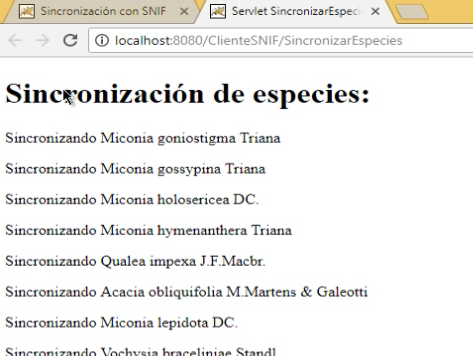 Sincronización con SNIF
Servlet SincronizarEspeci
localhost:8080/ClienteSNIF/SincronizarEspecies
Sincronización de especies:
Sincronizando Miconia goniostigma Triana
Sincronizando Miconia gossypina Triana
Sincronizando Miconia holosericea DC.
Sincronizando Miconia hymenanthera Triana
Sincronizando Qualea impexa J.F.Macbr.
Sincronizando Acacia obliquifolia M.Martens & Galeotti
Sincronizando Miconia lepidota DC.
Sincronizando Vochysia braceliniae Standl